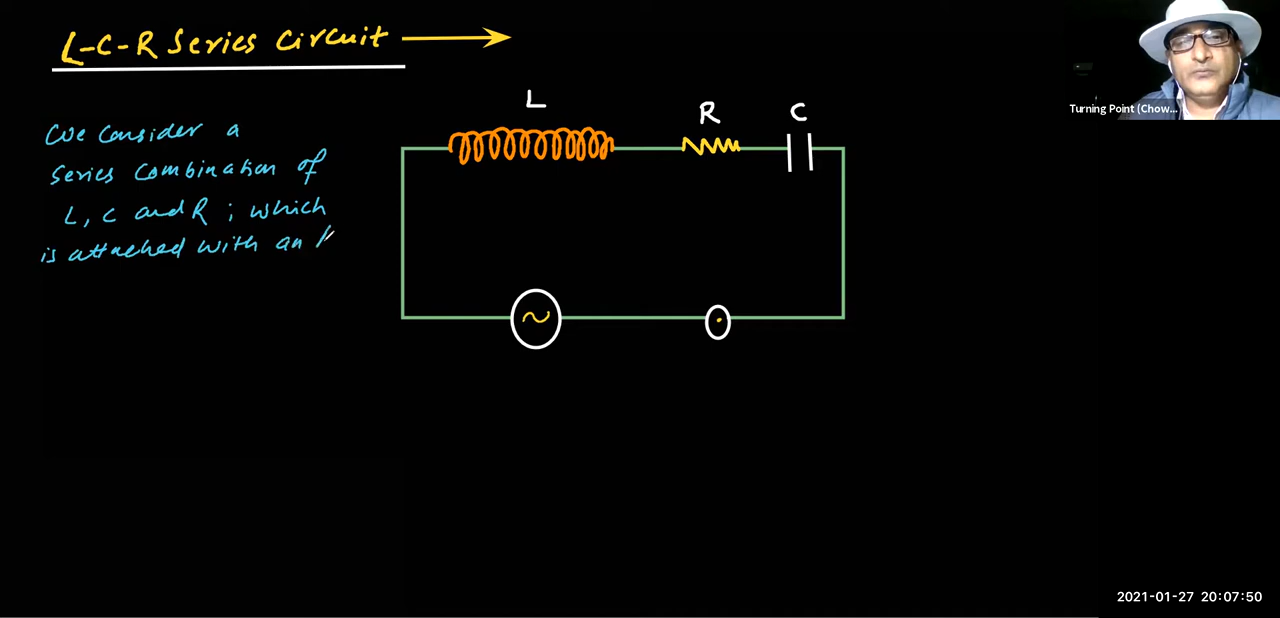 L-C-R Series Circuit
We Consider a
Series Combination of
L, C and R ; which
is attached with an
L
R
C
Turning Point (Chow...
2021-01-27 20:07:50